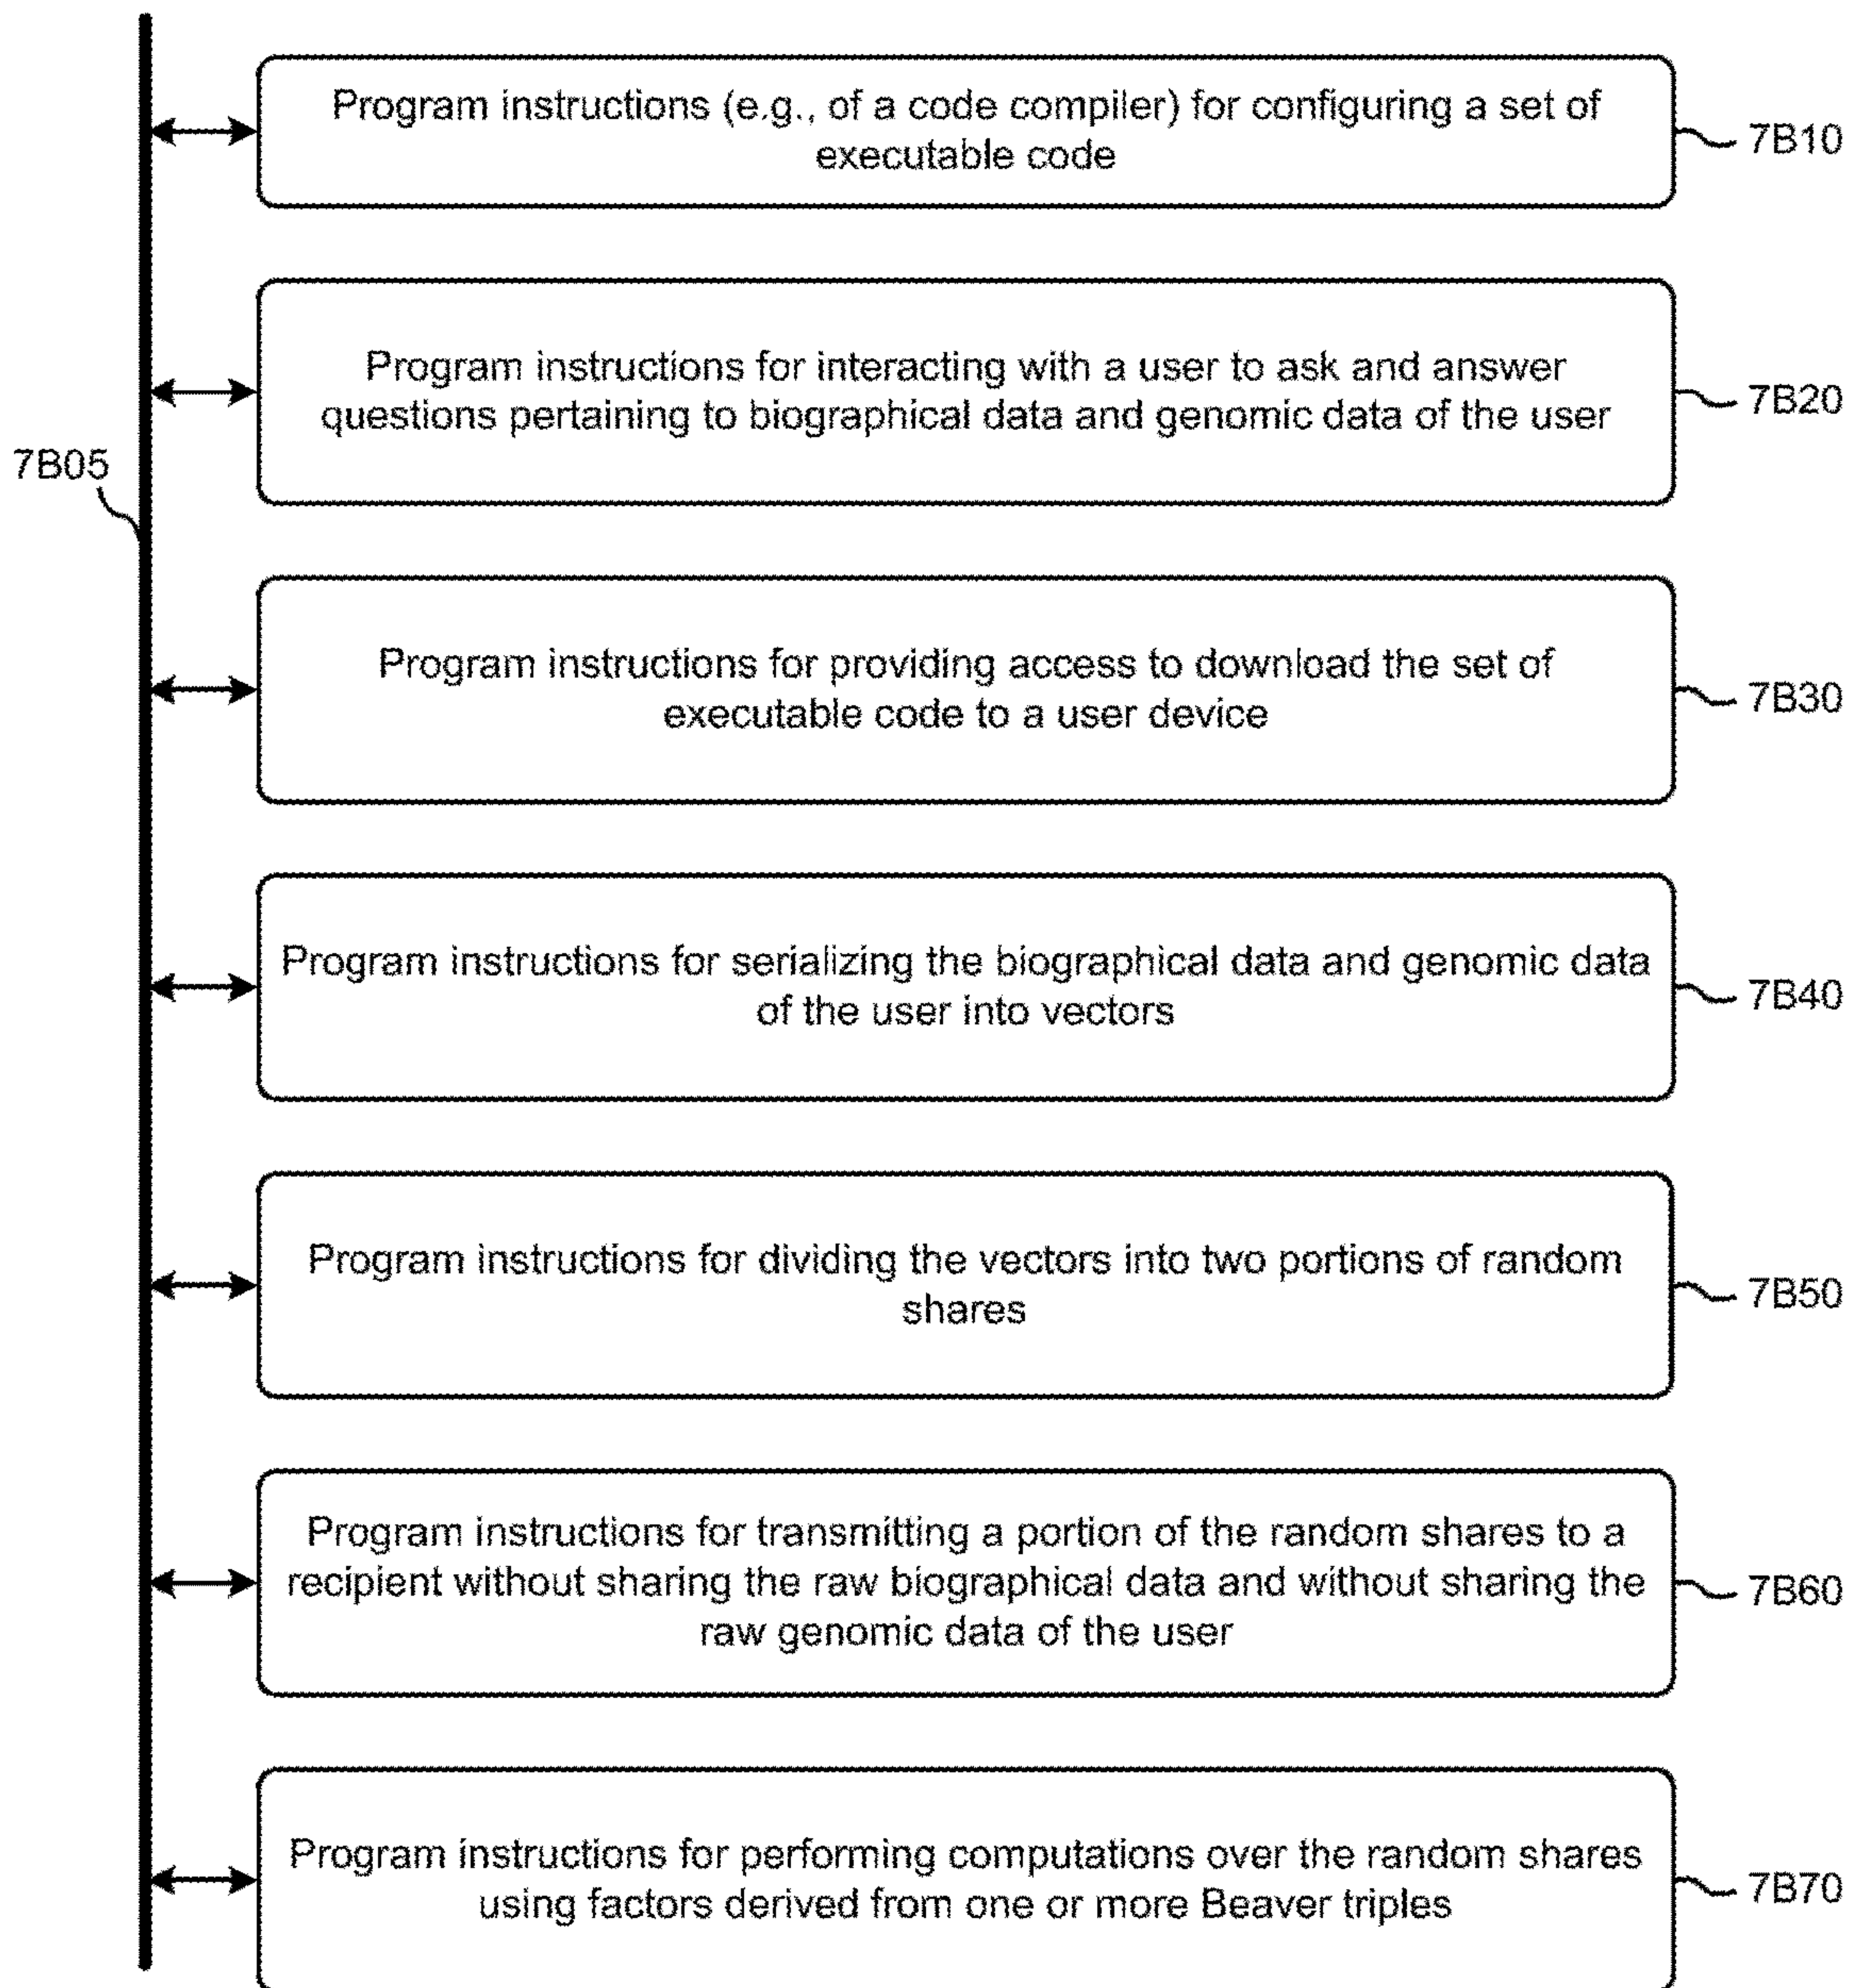 Program instructions (e.g., of a code compiler) for configuring a set of
executable code
7B10
Program instructions for interacting with a user to ask and answer
questions pertaining to biographical data and genomic data of the user
7B20
7B05
Program instructions for providing access to download the set of
executable code to a user device
7B30
Program instructions for serializing the biographical data and genomic data
of the user into vectors
7B40
Program instructions for dividing the vectors into two portions of random
shares
7B50
Program instructions for transmitting a portion of the random shares to a
recipient without sharing the raw biographical data and without sharing the
raw genomic data of the user
7B60
Program instructions for performing computations over the random shares
using factors derived from one or more Beaver triples
7B70